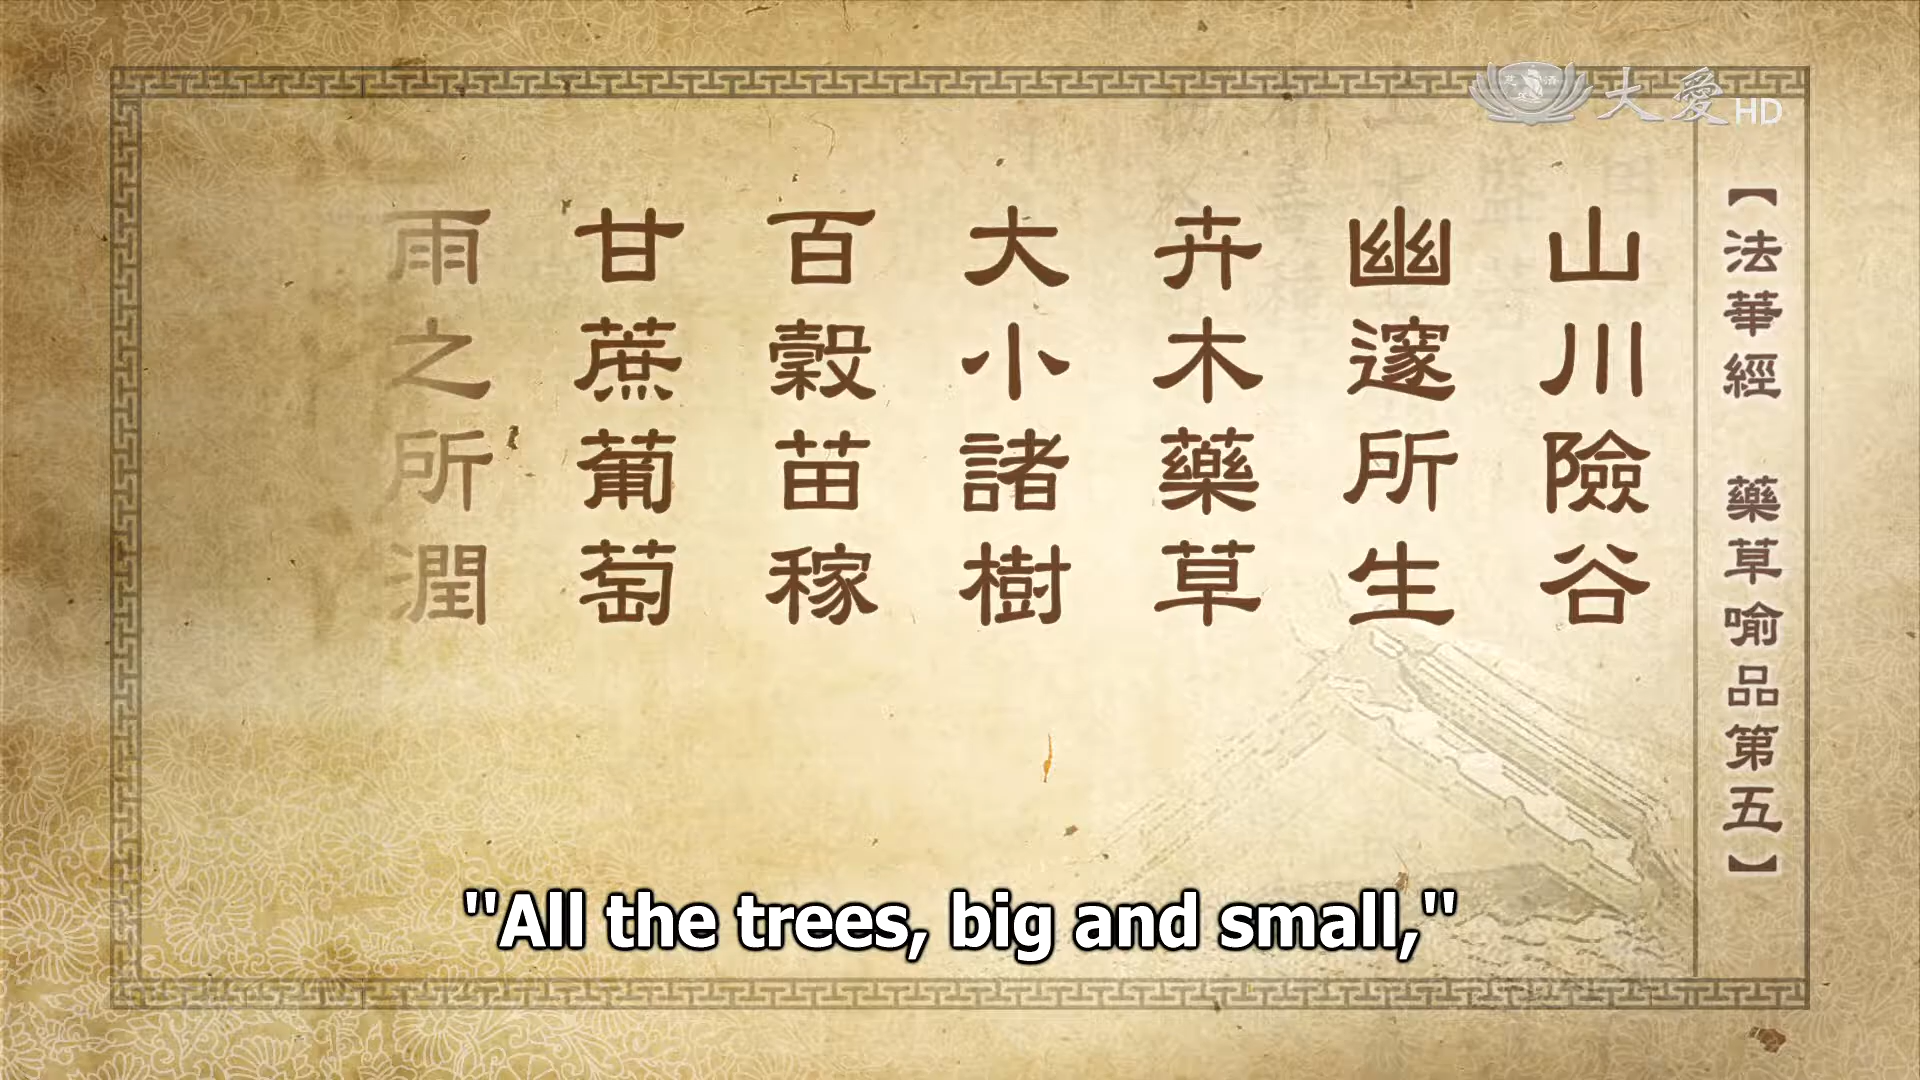 大愛HD
【法華經 藥草喻品第五】
山川險谷
幽邃所生
卉木藥草
大小諸樹
百穀苗稼
甘蔗葡萄
雨之所潤
"All the trees, big and small,"